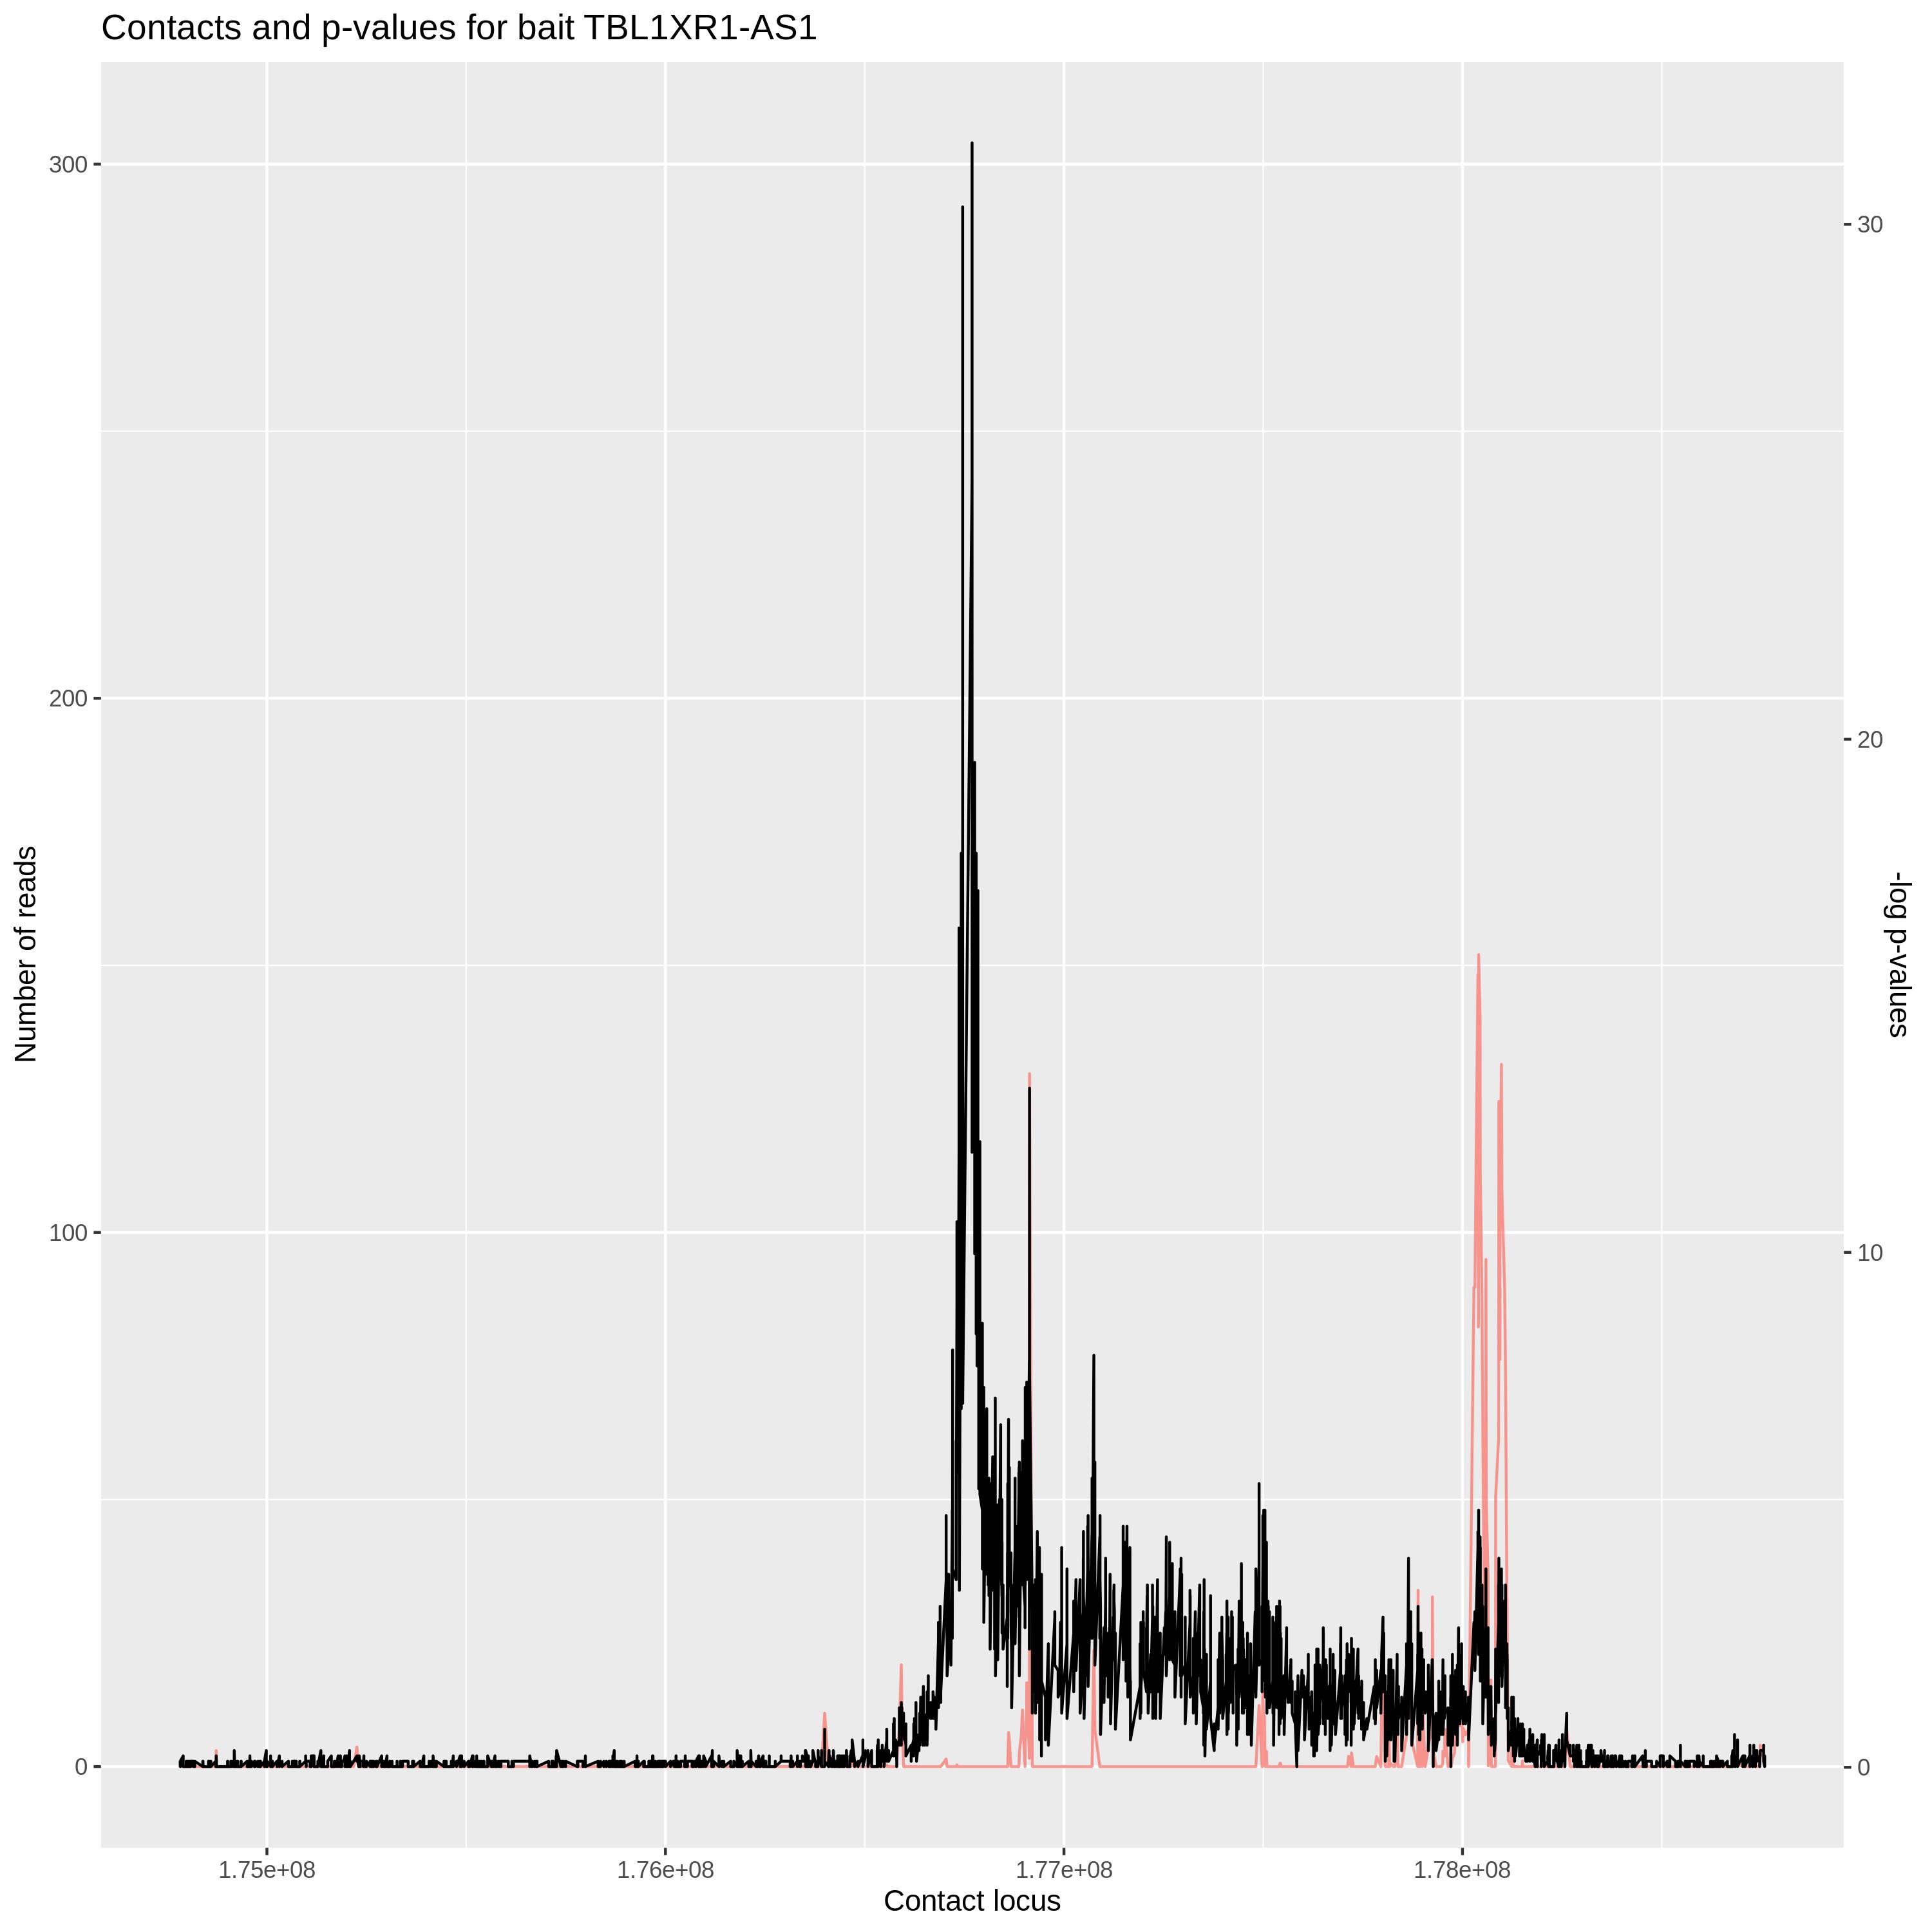 Contacts and p-values for bait TBL1XR1-AS1
300
200
100
0
30
20
10
0
Number of reads
-log p-values
1.75e+08
1.76e+08
1.77e+08
1.78e+08
Contact locus